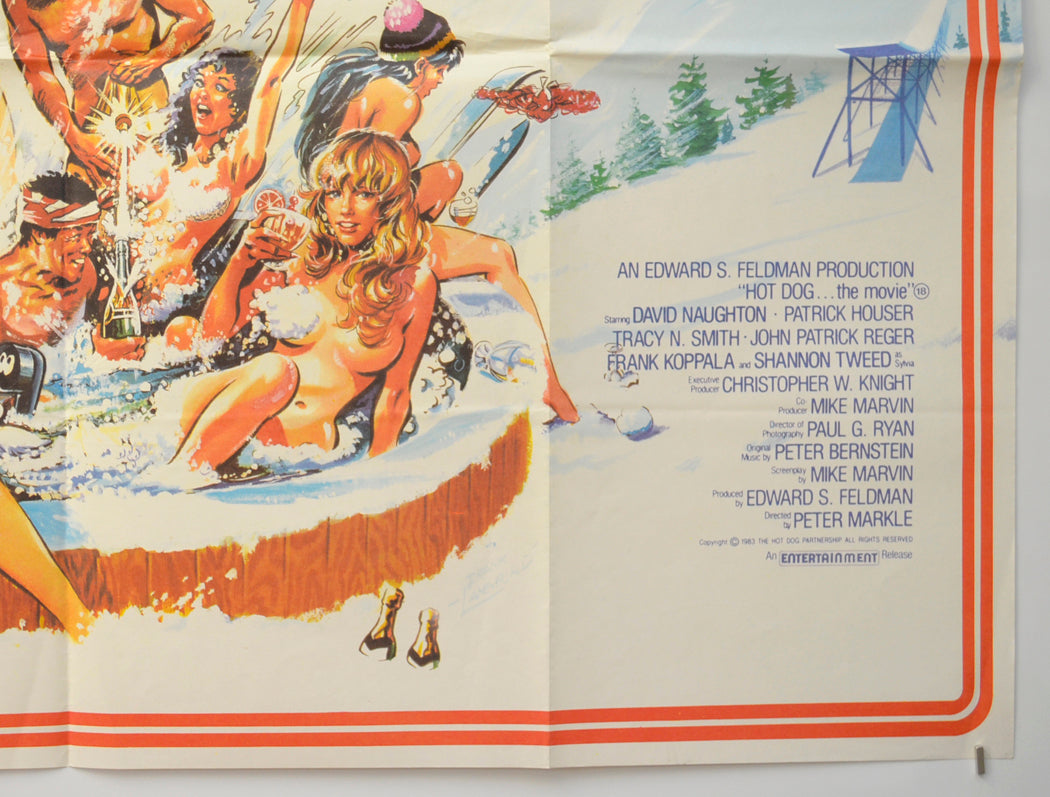 AN EDWARD S. FELDMAN PRODUCTION
"HOT DOG...the movie" 18
Starring DAVID NAUGHTON · PATRICK HOUSER
TRACY N. SMITH · JOHN PATRICK REGER
FRANK KOPPALA and SHANNON TWEED as Sylvia
Executive Producer CHRISTOPHER W. KNIGHT
Co Producer MIKE MARVIN
Director of Photography PAUL G. RYAN
Original Music by PETER BERNSTEIN
Screenplay by MIKE MARVIN
Produced by EDWARD S. FELDMAN
Directed by PETER MARKLE
Copyright © 1983 THE HOT DOG PARTNERSHIP ALL RIGHTS RESERVED
An ENTERTAINMENT Release